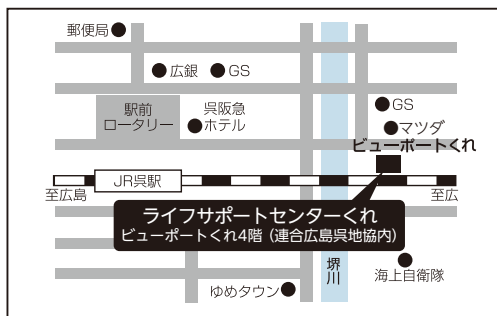 郵便局
広銀
GS
駅前
ロータリー
呉阪急
ホテル
GS
マツダ
ビューポートくれ
JR呉駅
至広島
至広
ライフサポートセンターくれ
ビューポートくれ4階（連合広島呉地協内）
堺川
海上自衛隊
ゆめタウン